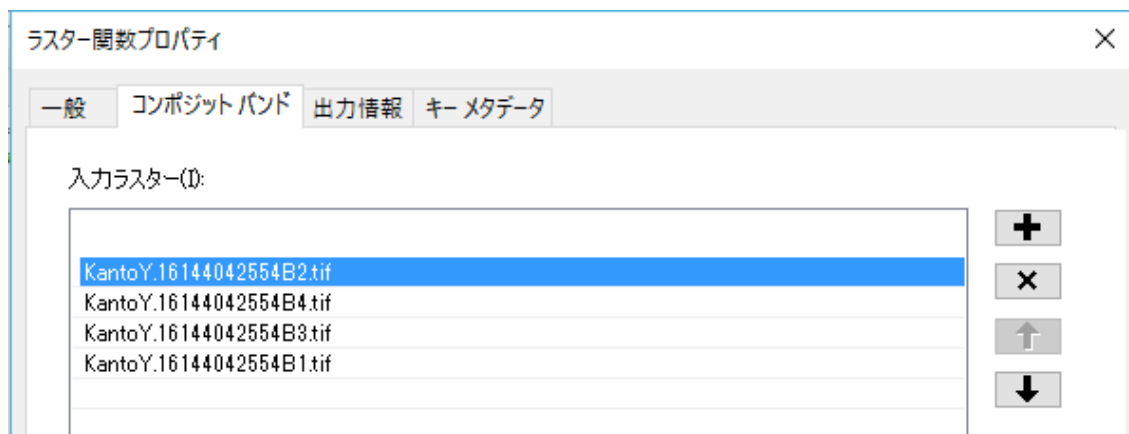 ラスター関数プロパティ
一般 コンポジット バンド 出力情報 キー メタデータ
入力ラスター(I):
KantoY.16144042554B2.tif
KantoY.16144042554B4.tif
KantoY.16144042554B3.tif
KantoY.16144042554B1.tif